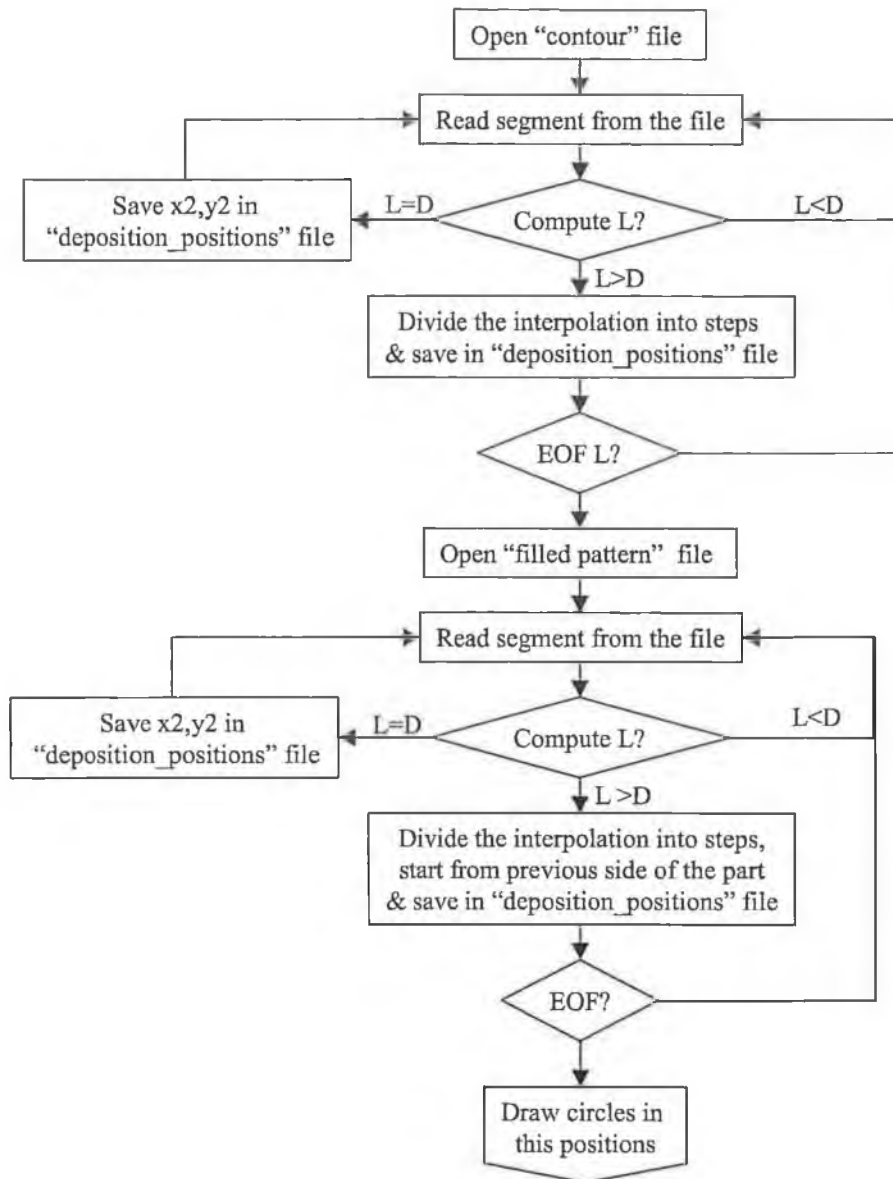 Open “contour” file
Read segment from the file
Save x2,y2 in
“deposition_positions” file
L=D
Compute L?
L<D
L>D
Divide the interpolation into steps
& save in “deposition_positions” file
EOF L?
Open “filled pattern” file
Read segment from the file
Save x2,y2 in
“deposition_positions” file
L=D
Compute L?
L<D
L >D
Divide the interpolation into steps,
start from previous side of the part
& save in “deposition_positions” file
EOF?
Draw circles in
this positions